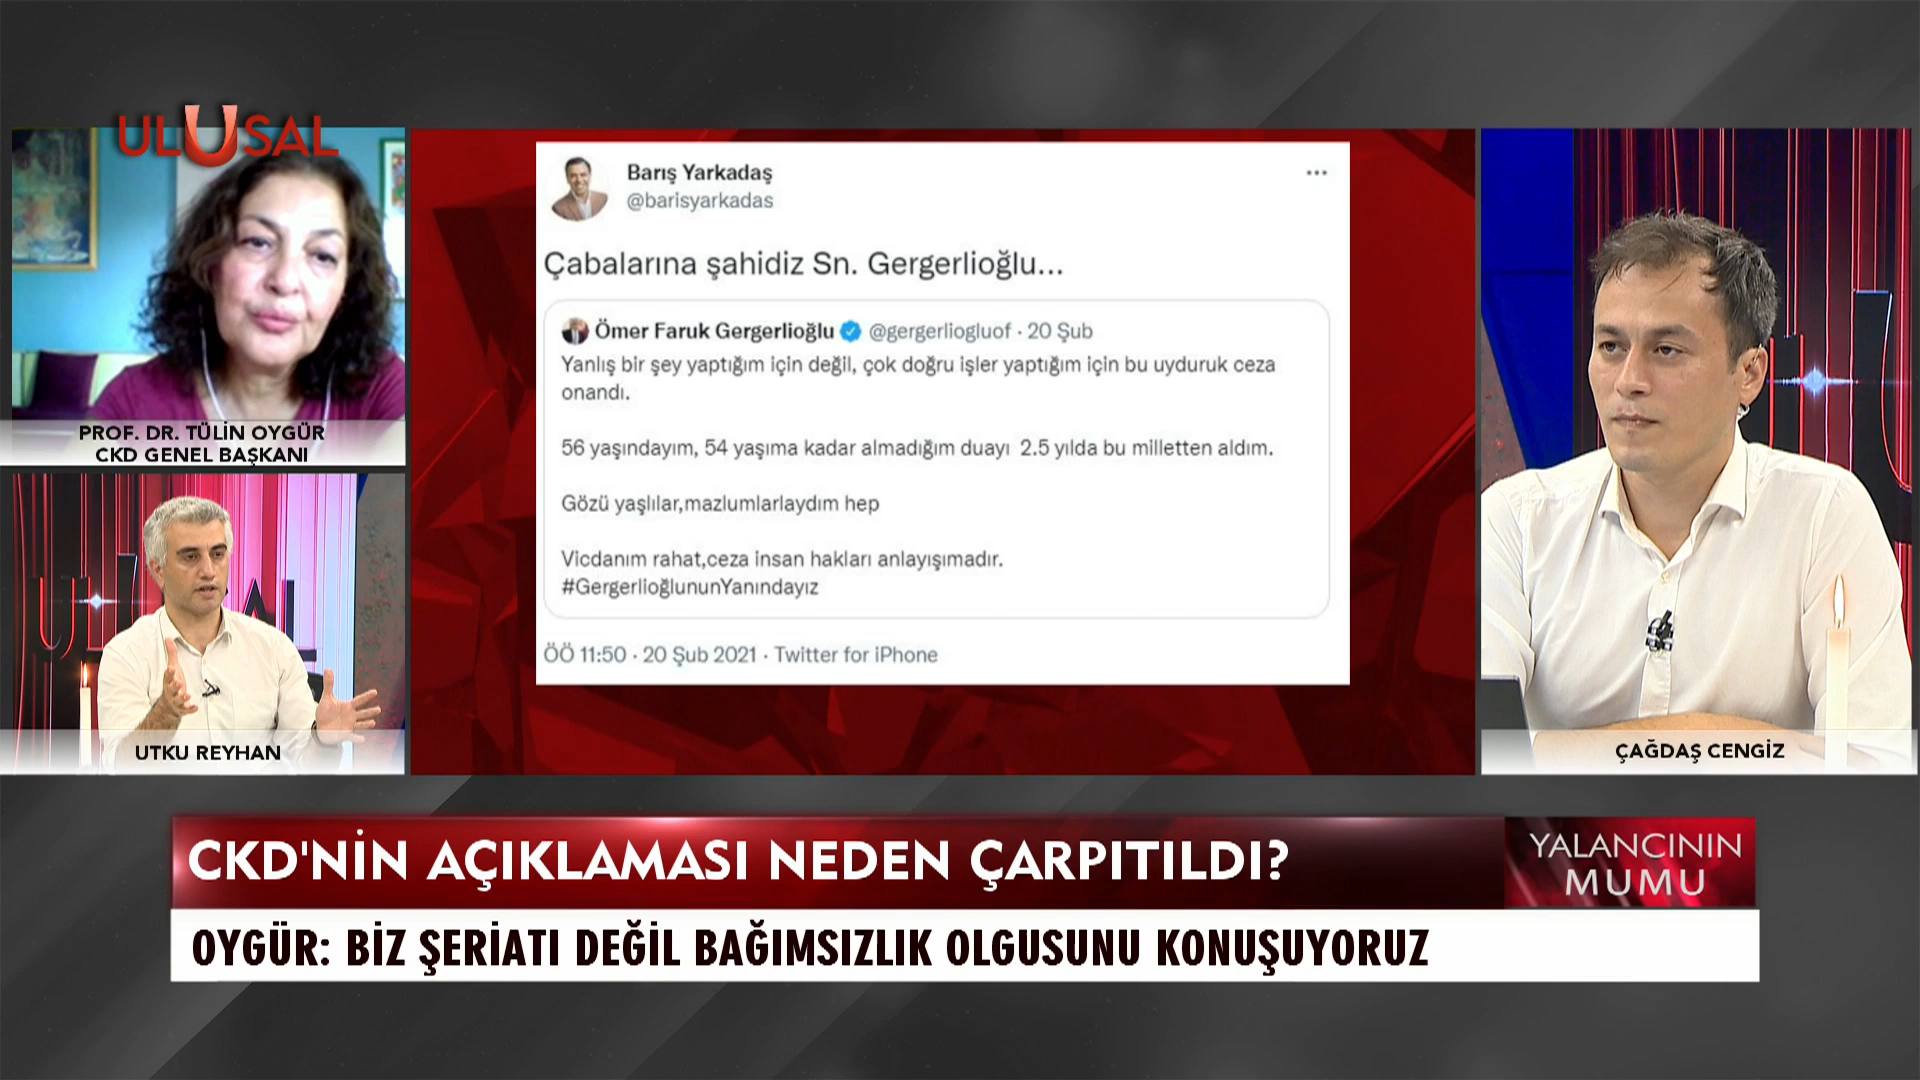 ULUSAL
Barış Yarkadaş
@barisyarkadas
Çabalarına şahidiz Sn. Gergerlioğlu...
Ömer Faruk Gergerlioğlu @gergerliogluof · 20 Şub
Yanlış bir şey yaptığım için değil, çok doğru işler yaptığım için bu uyduruk ceza
onandı.
56 yaşındayım, 54 yaşıma kadar almadığım duayı 2.5 yılda bu milletten aldım.
Gözü yaşlılar,mazlumlarlaydım hep
Vicdanım rahat,ceza insan hakları anlayışımadır.
#GergerlioğlununYanındayız
ÖÖ 11:50 · 20 Şub 2021 · Twitter for iPhone
PROF. DR. TÜLİN OYGÜR
CKD GENEL BAŞKANI
UTKU REYHAN
ÇAĞDAŞ CENGİZ
CKD'NİN AÇIKLAMASI NEDEN ÇARPITILDI?
YALANCININ
MUMU
OYGÜR: BİZ ŞERİATI DEĞİL BAĞIMSIZLIK OLGUSUNU KONUŞUYORUZ